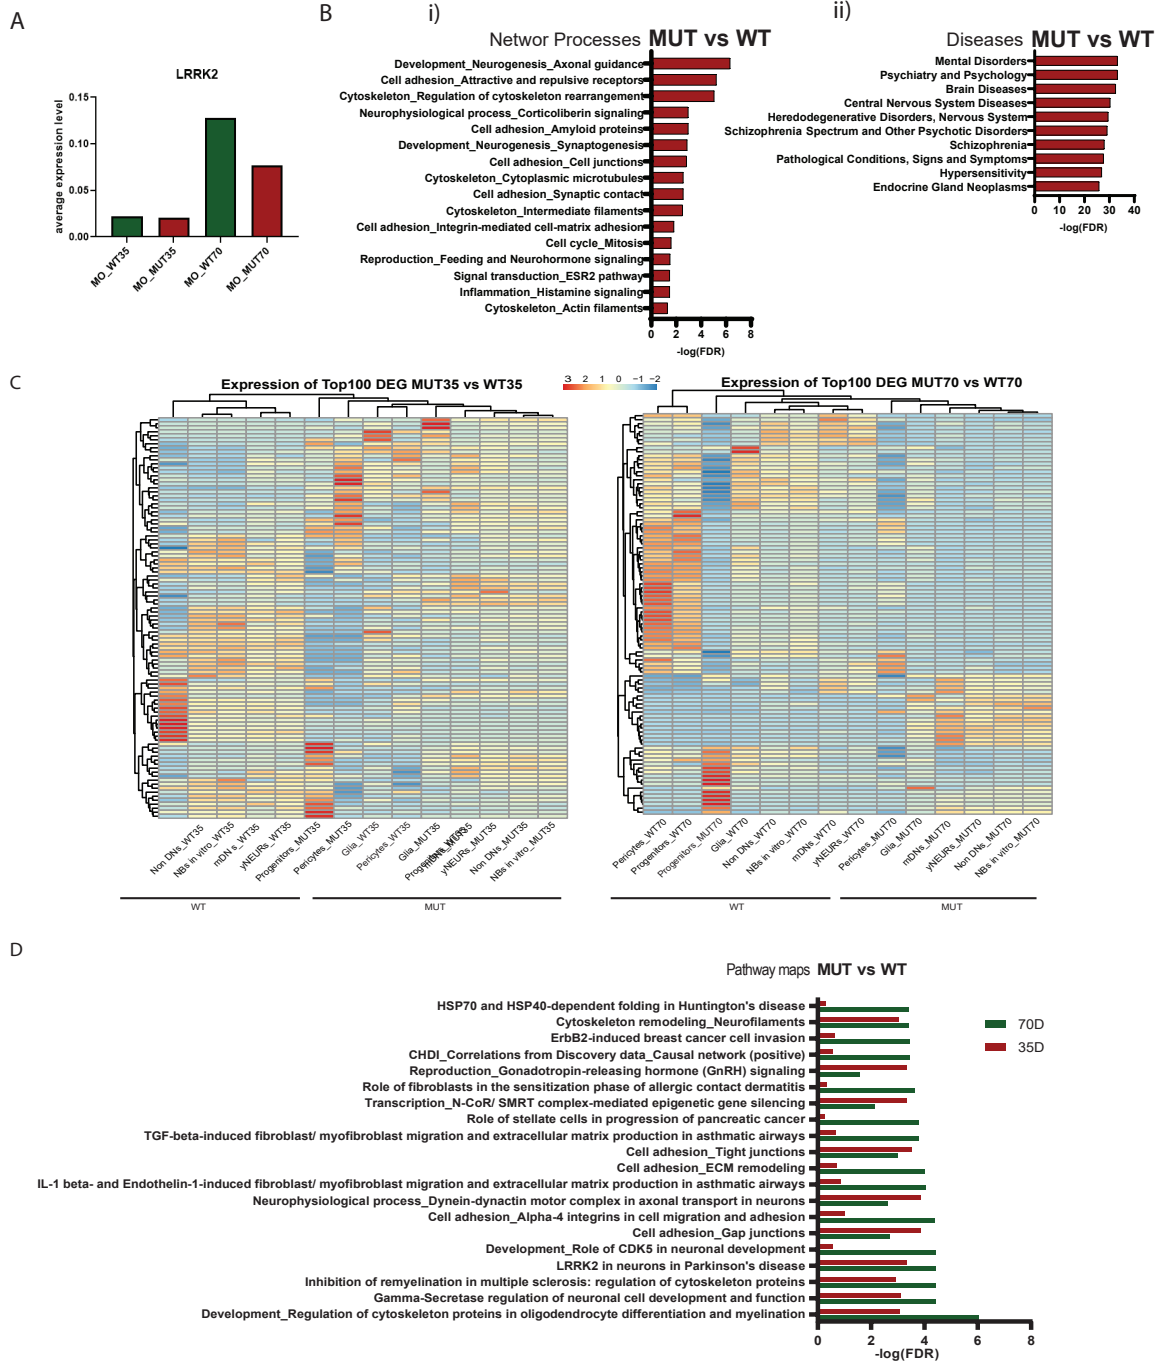 A
LRRK2
average expression level
0.15
0.10
0.05
0.00
MO_WT35
MO_MUT35
MO_WT70
MO_MUT70
B
i)
Networ Processes MUT vs WT
Development_Neurogenesis_Axonal guidance
Cell adhesion_Attractive and repulsive receptors
Cytoskeleton_Regulation of cytoskeleton rearrangement
Neurophysiological process_Corticoliberin signaling
Cell adhesion_Amyloid proteins
Development_Neurogenesis_Synaptogenesis
Cell adhesion_Cell junctions
Cytoskeleton_Cytoplasmic microtubules
Cell adhesion_Synaptic contact
Cytoskeleton_Intermediate filaments
Cell adhesion_Integrin-mediated cell-matrix adhesion
Cell cycle_Mitosis
Reproduction_Feeding and Neurohormone signaling
Signal transduction_ESR2 pathway
Inflammation_Histamine signaling
Cytoskeleton_Actin filaments
0 2 4 6 8
-log(FDR)
ii)
Diseases MUT vs WT
Mental Disorders
Psychiatry and Psychology
Brain Diseases
Central Nervous System Diseases
Heredodegenerative Disorders, Nervous System
Schizophrenia Spectrum and Other Psychotic Disorders
Schizophrenia
Pathological Conditions, Signs and Symptoms
Hypersensitivity
Endocrine Gland Neoplasms
0 10 20 30 40
-log(FDR)
C
Expression of Top100 DEG MUT35 vs WT35
3 2 1 0 −1 −2
Expression of Top100 DEG MUT70 vs WT70
Non DNs_WT35
NBs in vitro_WT35
mDN s_WT35
yNEURs_WT35
Progenitors_MUT35
Pericytes_MUT35
Glia_WT35
Pericytes_WT35
Glia_MUT35
yNEURs_MUT35
Non DNs_MUT35
NBs in vitro_MUT35
WT
MUT
Pericytes_WT70
Progenitors_WT70
Progenitors_MUT70
Glia_WT70
Non DNs_WT70
NBs in vitro_WT70
mDNs_WT70
yNEURs_WT70
Pericytes_MUT70
Glia_MUT70
mDNs_MUT70
yNEURs_MUT70
Non DNs_MUT70
NBs in vitro_MUT70
WT
MUT
D
Pathway maps MUT vs WT
HSP70 and HSP40-dependent folding in Huntington's disease
Cytoskeleton remodeling_Neurofilaments
ErbB2-induced breast cancer cell invasion
CHDI_Correlations from Discovery data_Causal network (positive)
Reproduction_Gonadotropin-releasing hormone (GnRH) signaling
Role of fibroblasts in the sensitization phase of allergic contact dermatitis
Transcription_N-CoR/ SMRT complex-mediated epigenetic gene silencing
Role of stellate cells in progression of pancreatic cancer
TGF-beta-induced fibroblast/ myofibroblast migration and extracellular matrix production in asthmatic airways
Cell adhesion_Tight junctions
Cell adhesion_ECM remodeling
IL-1 beta- and Endothelin-1-induced fibroblast/ myofibroblast migration and extracellular matrix production in asthmatic airways
Neurophysiological process_Dynein-dynactin motor complex in axonal transport in neurons
Cell adhesion_Alpha-4 integrins in cell migration and adhesion
Cell adhesion_Gap junctions
Development_Role of CDK5 in neuronal development
LRRK2 in neurons in Parkinson's disease
Inhibition of remyelination in multiple sclerosis: regulation of cytoskeleton proteins
Gamma-Secretase regulation of neuronal cell development and function
Development_Regulation of cytoskeleton proteins in oligodendrocyte differentiation and myelination
0 2 4 6 8
-log(FDR)
70D
35D